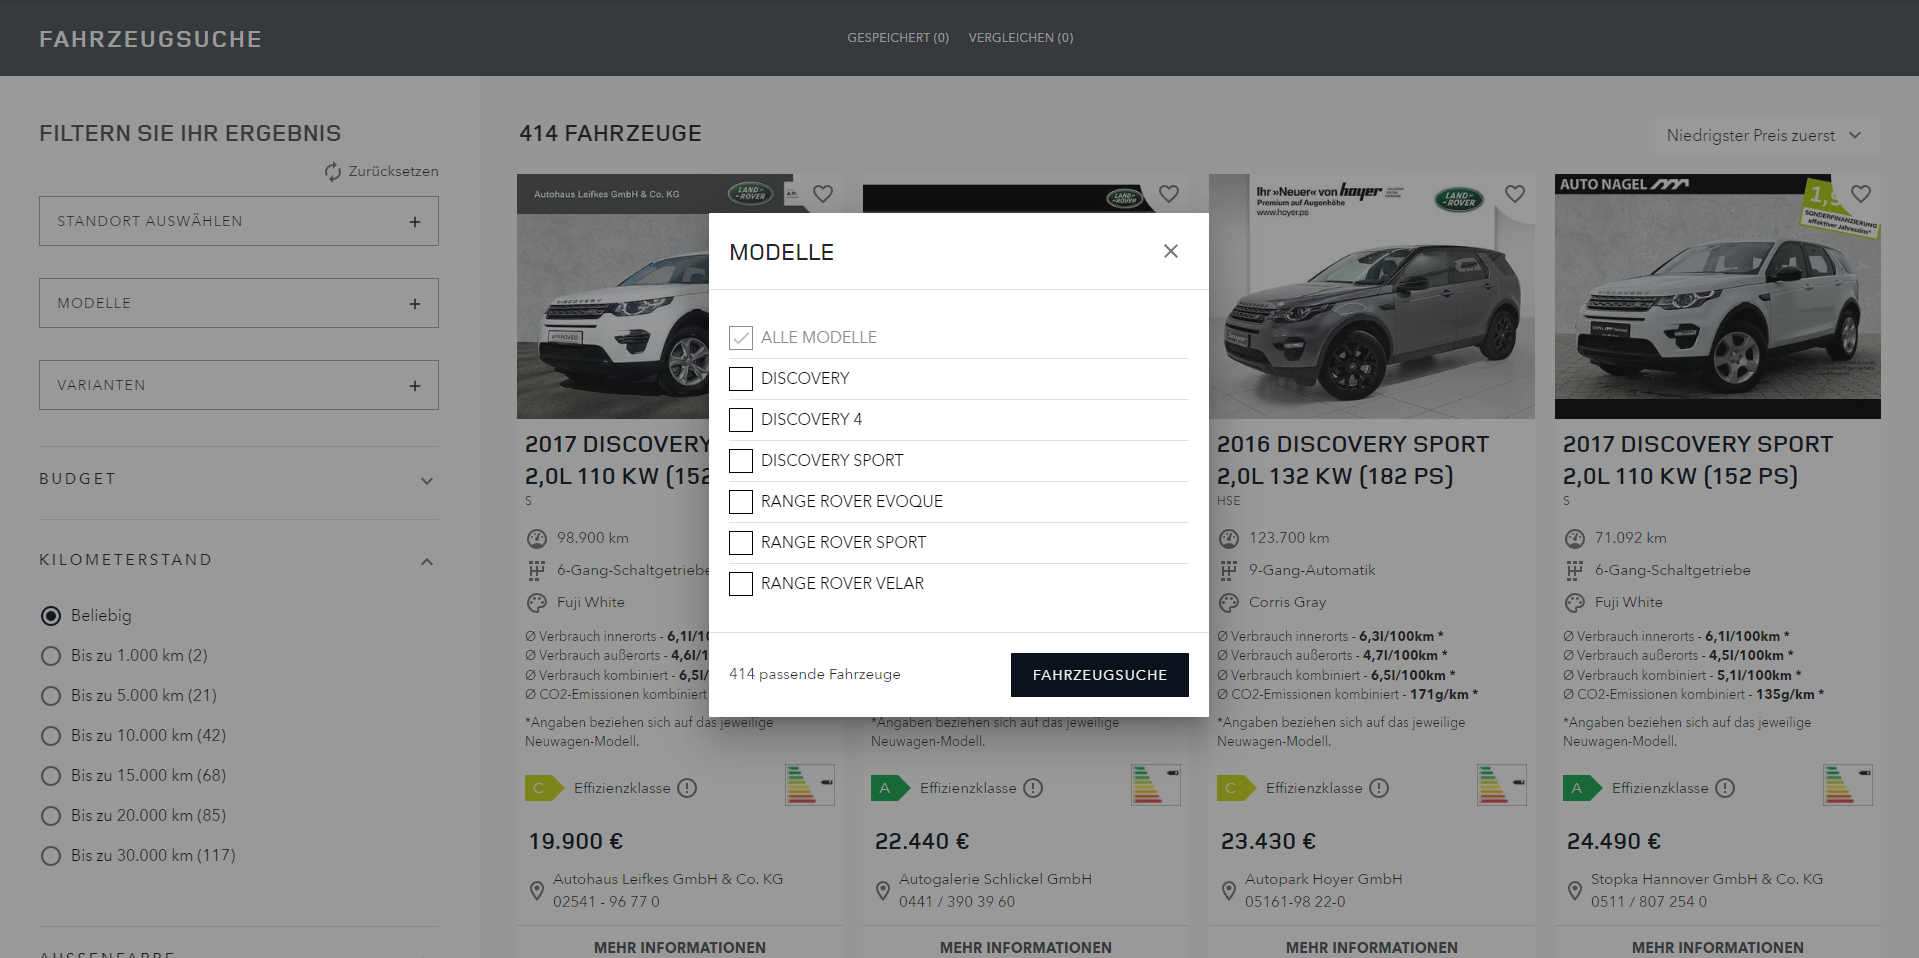 FAHRZEUGSUCHE
GESPEICHERT (0)
VERGLEICHEN (0)
FILTERN SIE IHR ERGEBNIS
Zurücksetzen
STANDORT AUSWÄHLEN
MODELLE
VARIANTEN
BUDGET
KILOMETERSTAND
Beliebig
Bis zu 1.000 km (2)
Bis zu 5.000 km (21)
Bis zu 10.000 km (42)
Bis zu 15.000 km (68)
Bis zu 20.000 km (85)
Bis zu 30.000 km (117)
414 FAHRZEUGE
Niedrigster Preis zuerst
MODELLE
ALLE MODELLE
DISCOVERY
DISCOVERY 4
DISCOVERY SPORT
RANGE ROVER EVOQUE
RANGE ROVER SPORT
RANGE ROVER VELAR
414 passende Fahrzeuge
FAHRZEUGSUCHE
Autohaus Leifkes GmbH & Co. KG
LAND-ROVER
DISCOVERY
APPROVED
2017 DISCOVERY
2,0L 110 KW (152
S
98.900 km
6-Gang-Schaltgetriebe
Fuji White
Ø Verbrauch innerorts - 6,1l/10
Ø Verbrauch außerorts - 4,6l/1
Ø Verbrauch kombiniert - 6,5l/
Ø CO2-Emissionen kombiniert
*Angaben beziehen sich auf das jeweilige
Neuwagen-Modell.
C
Effizienzklasse
19.900 €
Autohaus Leifkes GmbH & Co. KG
02541 - 96 77 0
MEHR INFORMATIONEN
LAND-ROVER
*Angaben beziehen sich auf das jeweilige
Neuwagen-Modell.
A
Effizienzklasse
22.440 €
Autogalerie Schlickel GmbH
0441 / 390 39 60
MEHR INFORMATIONEN
Ihr »Neuer« von hoyer
Premium auf Augenhöhe
www.hoyer.ps
LAND-ROVER
2016 DISCOVERY SPORT
2,0L 132 KW (182 PS)
HSE
123.700 km
9-Gang-Automatik
Corris Gray
Ø Verbrauch innerorts - 6,3l/100km *
Ø Verbrauch außerorts - 4,7l/100km *
Ø Verbrauch kombiniert - 6,5l/100km *
Ø CO2-Emissionen kombiniert - 171g/km *
*Angaben beziehen sich auf das jeweilige
Neuwagen-Modell.
C
Effizienzklasse
23.430 €
Autopark Hoyer GmbH
05161-98 22-0
MEHR INFORMATIONEN
AUTO NAGEL
SONDERFINANZIERUNG
effektiver Jahreszins*
DISCOVERY
2017 DISCOVERY SPORT
2,0L 110 KW (152 PS)
S
71.092 km
6-Gang-Schaltgetriebe
Fuji White
Ø Verbrauch innerorts - 6,1l/100km *
Ø Verbrauch außerorts - 4,5l/100km *
Ø Verbrauch kombiniert - 5,1l/100km *
Ø CO2-Emissionen kombiniert - 135g/km *
*Angaben beziehen sich auf das jeweilige
Neuwagen-Modell.
A
Effizienzklasse
24.490 €
Stopka Hannover GmbH & Co. KG
0511 / 807 254 0
MEHR INFORMATIONEN